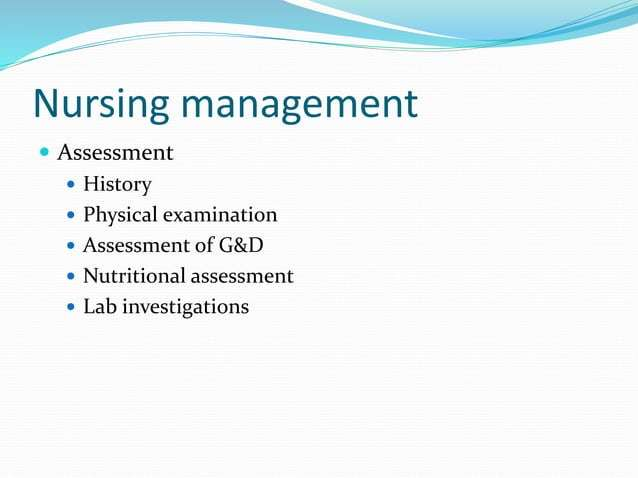 Nursing management
Assessment
History
Physical examination
Assessment of G&D
Nutritional assessment
Lab investigations